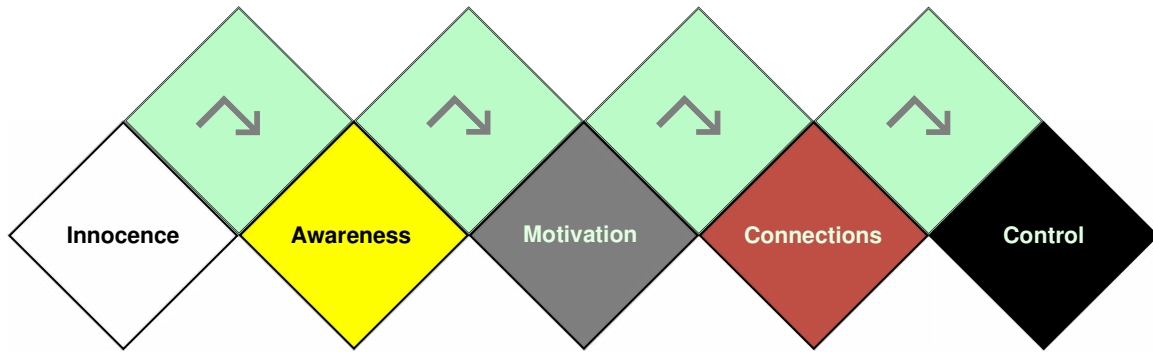 Innocence
Awareness
Motivation
Connections
Control